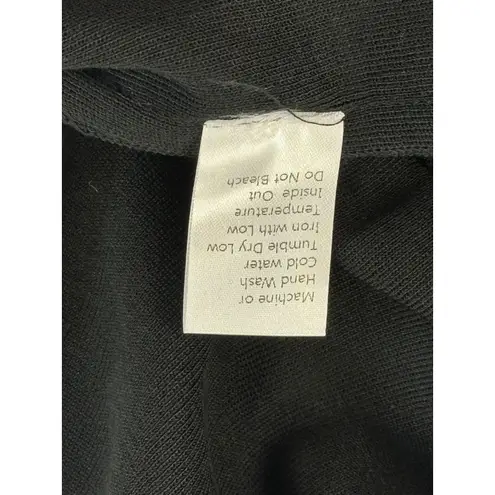 Machine or
Hand Wash
Cold water
Tumble Dry Low
Iron with Low
Temperature
Inside Out
Do Not Bleach